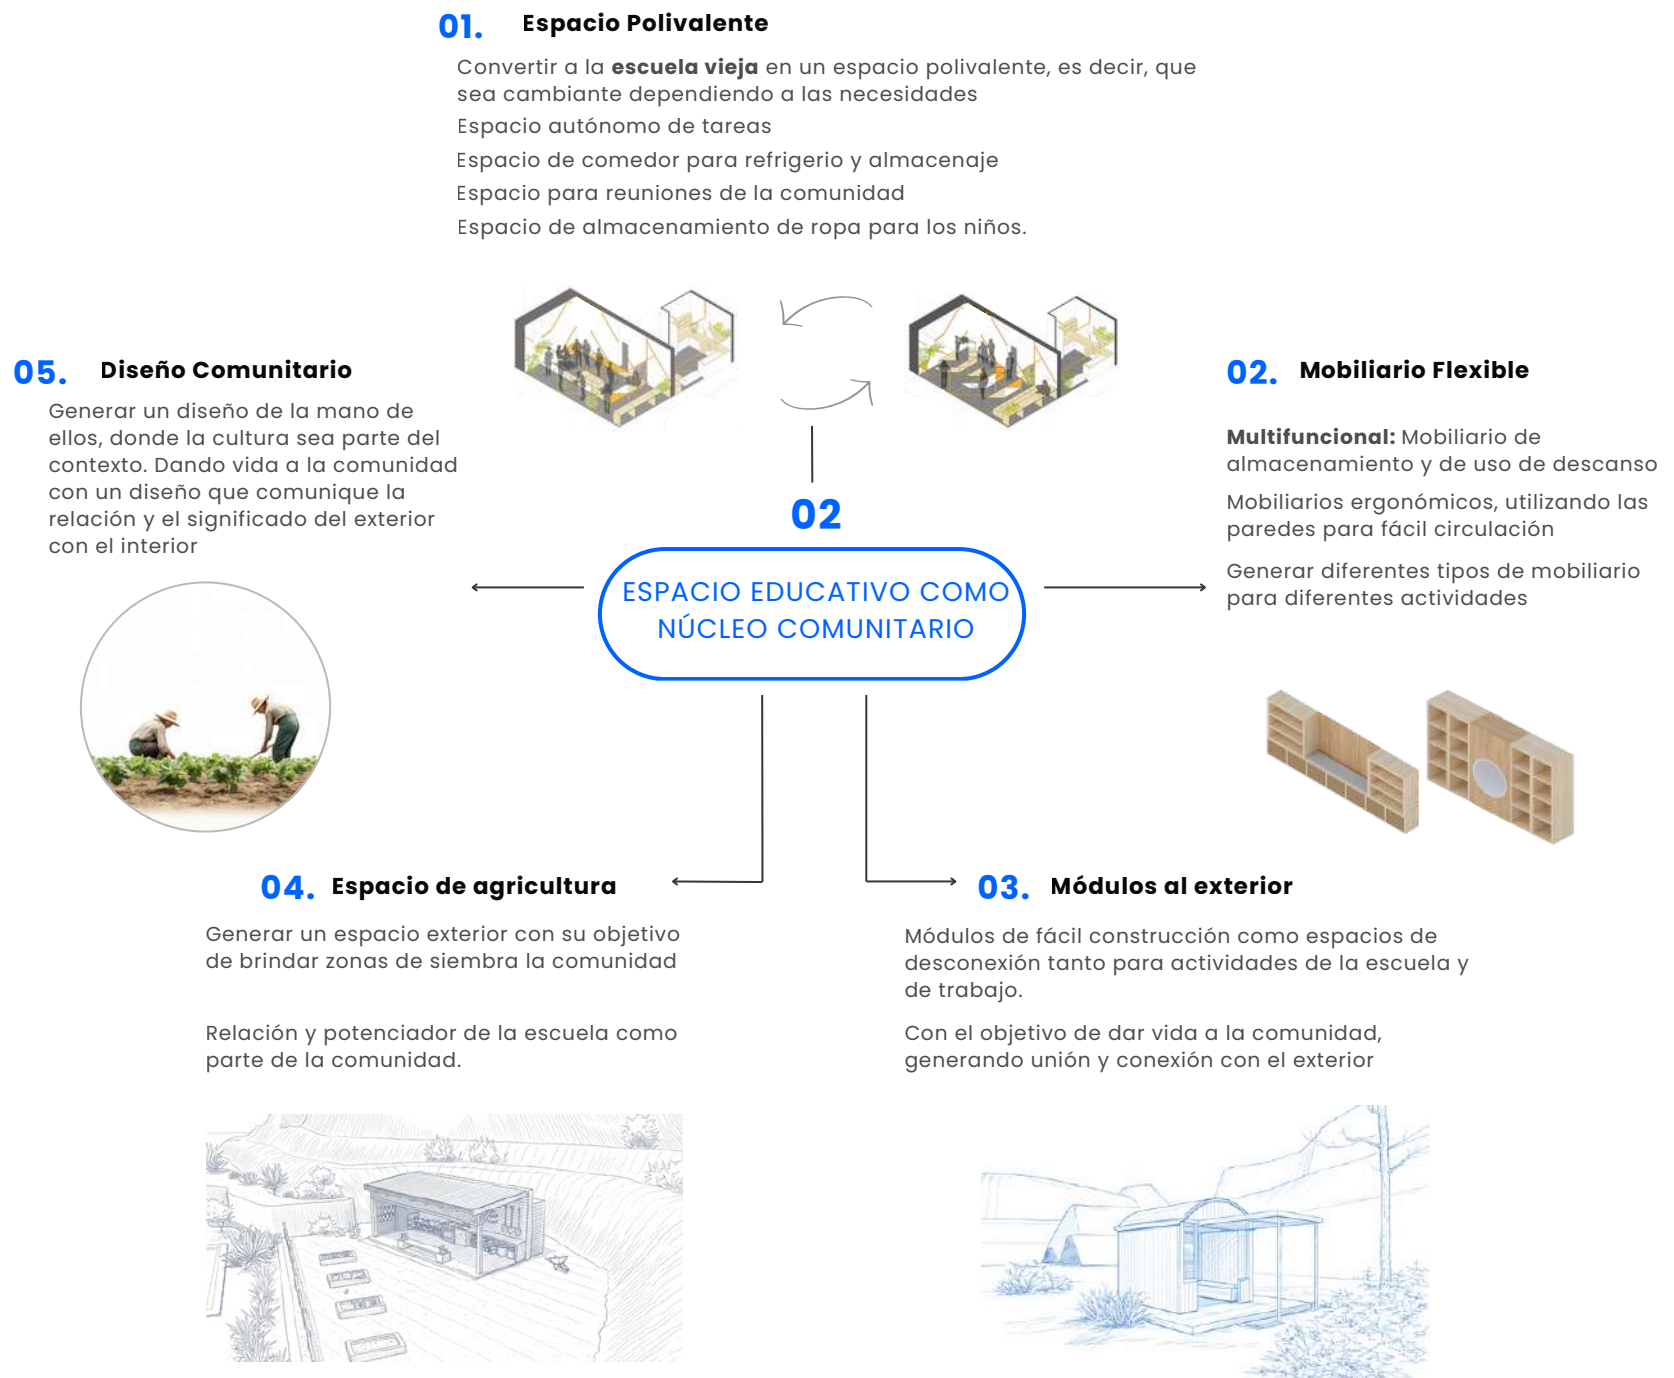 01. Espacio Polivalente
Convertir a la escuela vieja en un espacio polivalente, es decir, que
sea cambiante dependiendo a las necesidades
Espacio autónomo de tareas
Espacio de comedor para refrigerio y almacenaje
Espacio para reuniones de la comunidad
Espacio de almacenamiento de ropa para los niños.
05. Diseño Comunitario
Generar un diseño de la mano de
ellos, donde la cultura sea parte del
contexto. Dando vida a la comunidad
con un diseño que comunique la
relación y el significado del exterior
con el interior
02. Mobiliario Flexible
Multifuncional: Mobiliario de
almacenamiento y de uso de descanso
Mobiliarios ergonómicos, utilizando las
paredes para fácil circulación
Generar diferentes tipos de mobiliario
para diferentes actividades
02
ESPACIO EDUCATIVO COMO
NÚCLEO COMUNITARIO
04. Espacio de agricultura
Generar un espacio exterior con su objetivo
de brindar zonas de siembra la comunidad
Relación y potenciador de la escuela como
parte de la comunidad.
03. Módulos al exterior
Módulos de fácil construcción como espacios de
desconexión tanto para actividades de la escuela y
de trabajo.
Con el objetivo de dar vida a la comunidad,
generando unión y conexión con el exterior